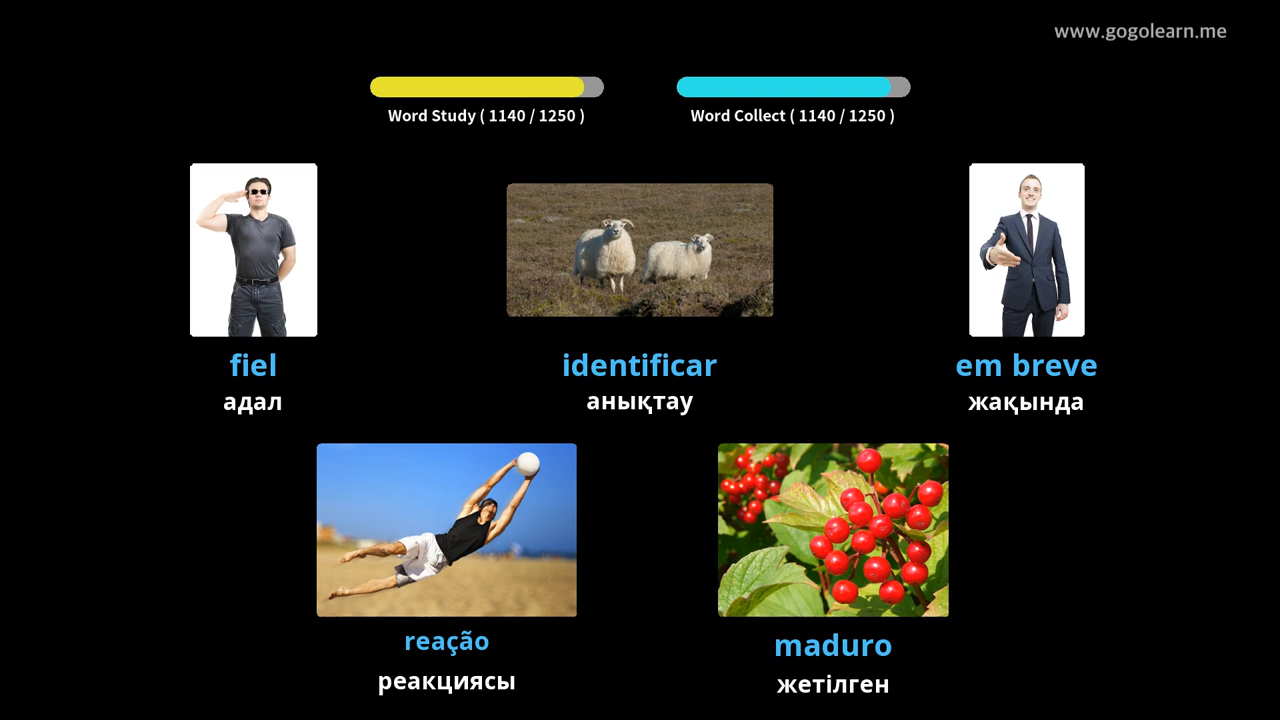 www.gogolearn.me
Word Study ( 1140 / 1250 )
Word Collect ( 1140 / 1250 )
fiel
адал
identificar
анықтау
em breve
жақында
reação
реакциясы
maduro
жетілген